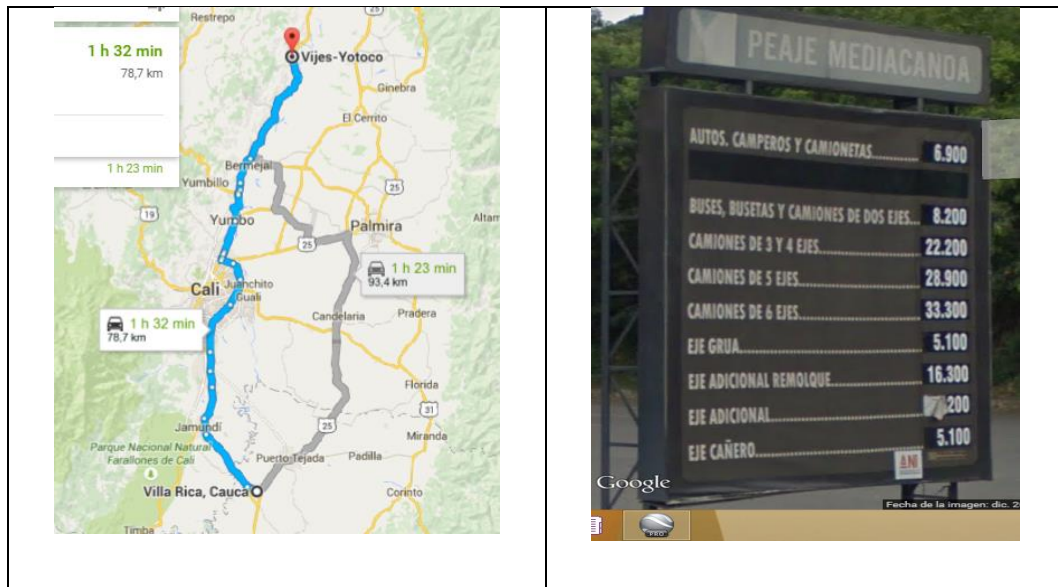 1 h 32 min
78,7 km
1 h 23 min
Restrepo
25
Vijes-Yotoco
Ginebra
El Cerrito
Bermejal
Yumbillo
25
19
Yumbo
Palmira
25
1 h 23 min
93,4 km
Cali
Juanchito
Guali
Candelaria
Pradera
1 h 32 min
78,7 km
Florida
31
Jamundí
25
Miranda
Parque Nacional Natural
Farallones de Cali
Puerto Tejada
Padilla
Villa Rica, Cauca
Corinto
Timba
PEAJE MEDIACANOA
AUTOS, CAMPEROS Y CAMIONETAS 6.900
BUSES, BUSETAS Y CAMIONES DE DOS EJES... 8.200
CAMIONES DE 3 Y 4 EJES 22.200
CAMIONES DE 5 EJES 28.900
CAMIONES DE 6 EJES 33.300
EJE GRUA 5.100
EJE ADICIONAL REMOLQUE 16.300
EJE ADICIONAL 200
EJE CAÑERO 5.100
ANI
Google
Fecha de la imagen: dic. 2
PRO